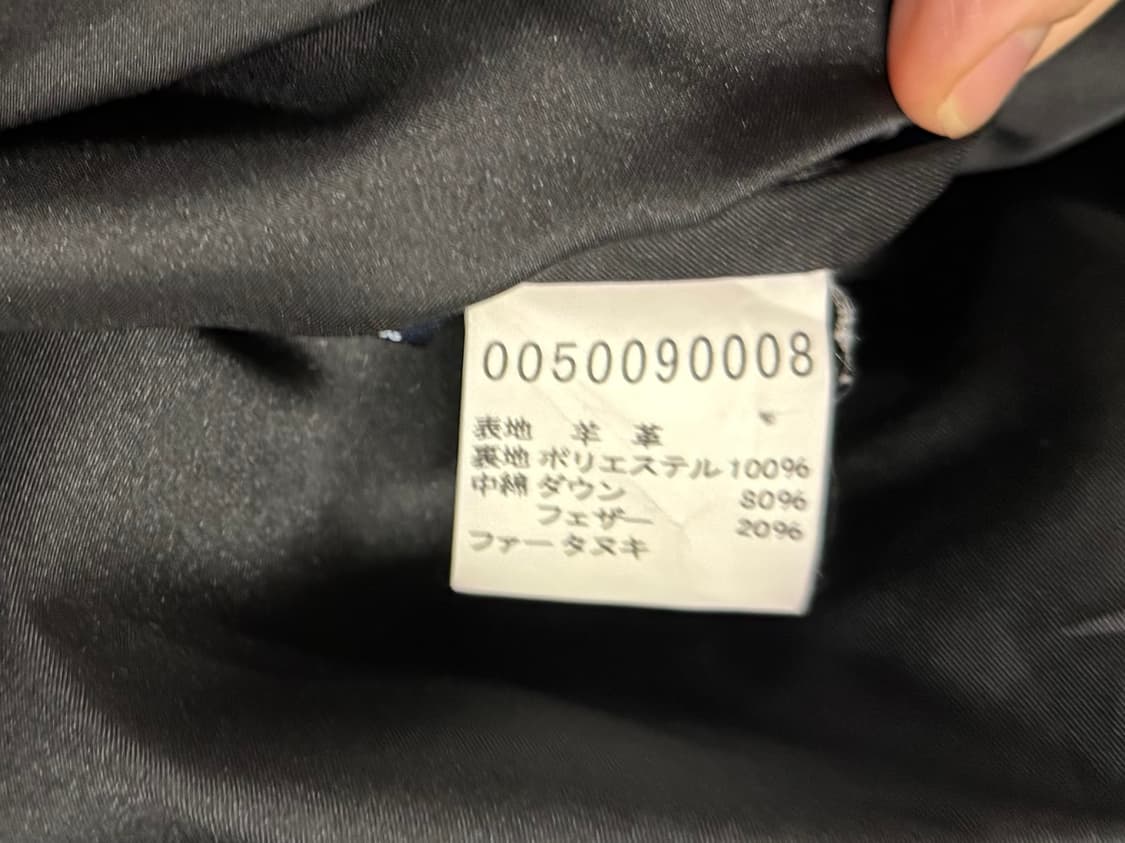 0050090008
表地 羊 革
裏地 ポリエステル 100%
中綿 ダウン 80%
フェザー 20%
ファー タヌキ